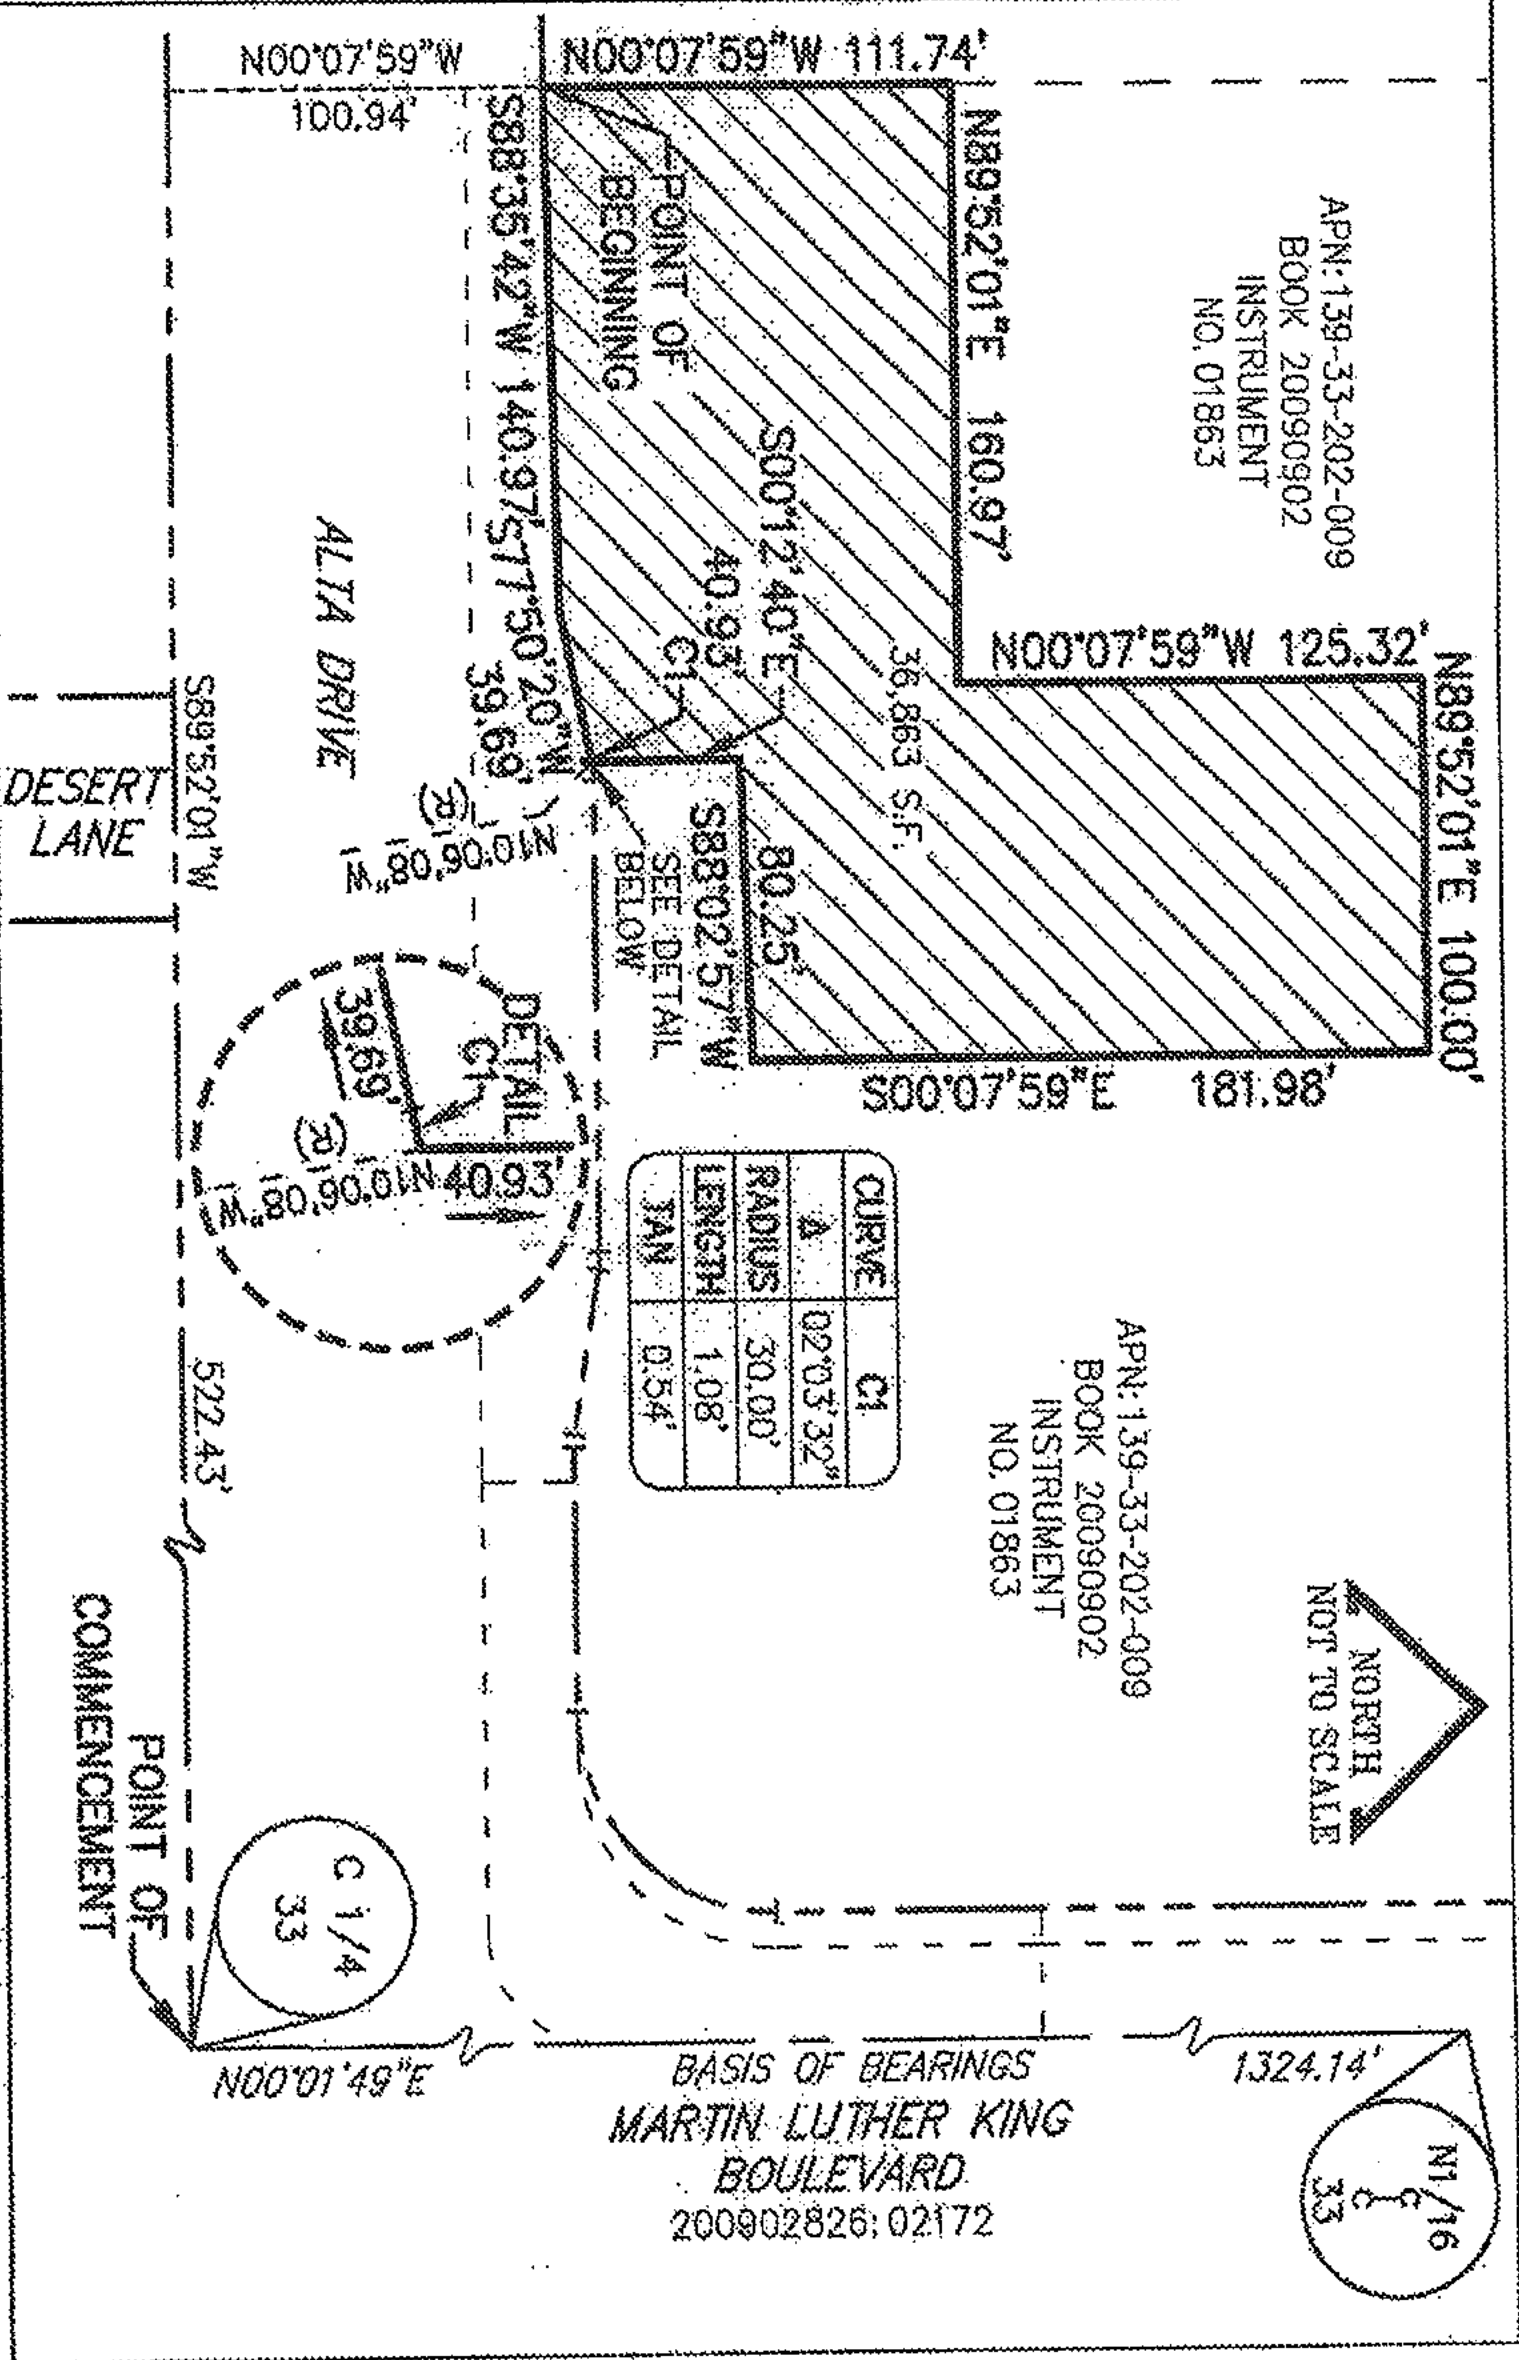 N00°07'59"W
100.94'
N00°07'59"W 111.74'
N89°52'01"E 160.97'
APN:139-33-202-009
BOOK 20090902
INSTRUMENT
NO. 01863
N00°07'59"W 125.32'
N89°52'01"E 100.00'
S00°07'59"E 181.98'
80.25'
S88°02'57"W
S00°12'40"E
40.93'
C1
36,863 S.F.
POINT OF
BEGINNING
S88°35'42"W 140.97'
S77°50'20"W
39.69'
N10°06'08"W
(R)
SEE DETAIL
BELOW
ALTA DRIVE
S89°52'01"W
522.43'
DESERT
LANE
DETAIL
C1
39.69'
40.93'
N10°06'08"W
(R)
CURVE C1
Δ 02°03'32"
RADIUS 30.00'
LENGTH 1.08'
TAN 0.54'
APN:139-33-202-009
BOOK 20090902
INSTRUMENT
NO. 01863
NORTH
NOT TO SCALE
POINT OF
COMMENCEMENT
C 1/4
33
N00°01'49"E
BASIS OF BEARINGS
1324.14'
MARTIN LUTHER KING
BOULEVARD
200902826:02172
N1/16
C C
33